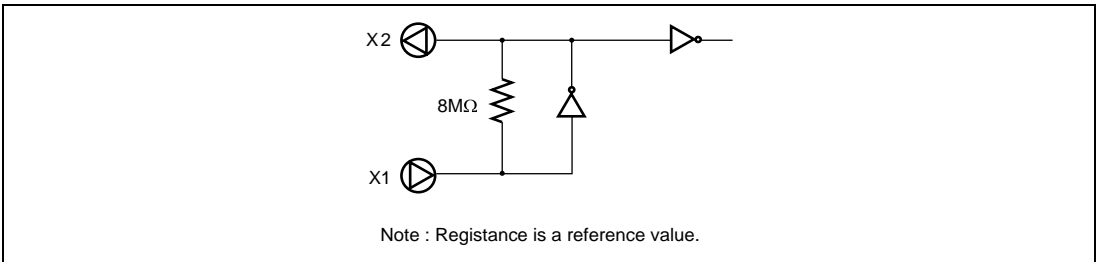 X2
8MΩ
X1
Note : Registance is a reference value.